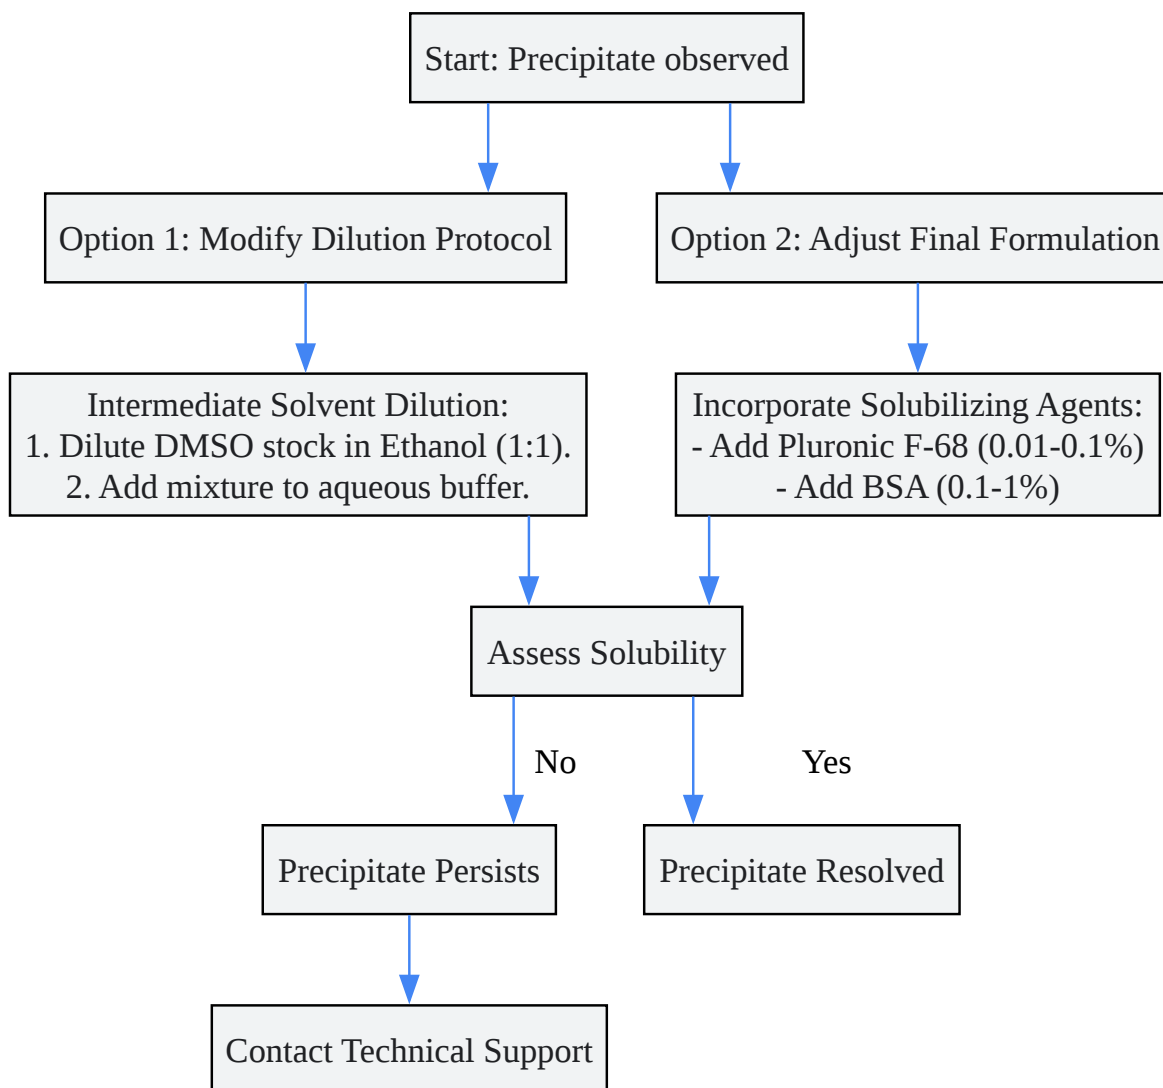 Start: Precipitate observed
Option 1: Modify Dilution Protocol
Option 2: Adjust Final Formulation
Intermediate Solvent Dilution:
1. Dilute DMSO stock in Ethanol (1:1).
2. Add mixture to aqueous buffer.
Incorporate Solubilizing Agents:
- Add Pluronic F-68 (0.01-0.1%)
- Add BSA (0.1-1%)
Assess Solubility
No
Yes
Precipitate Persists
Precipitate Resolved
Contact Technical Support